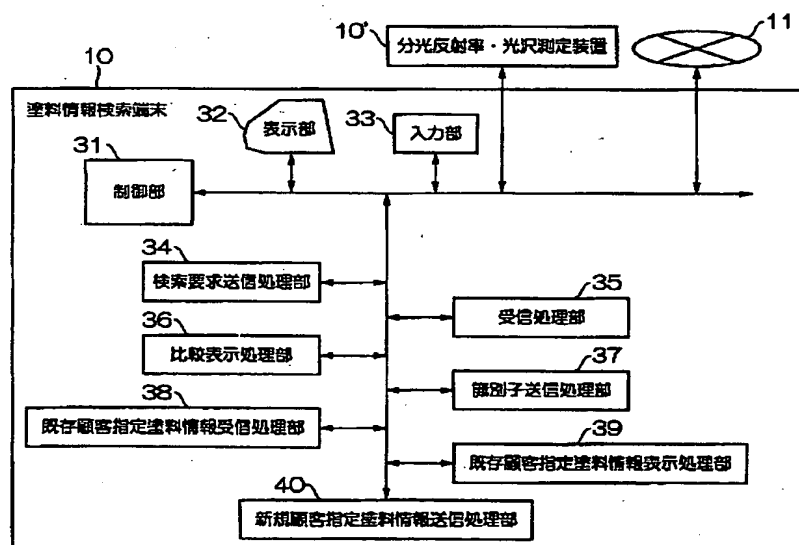 10
塗料情報検索端末
10'
分光反射率・光沢測定装置
11
32
表示部
33
入力部
31
制御部
34
検索要求送信処理部
35
受信処理部
36
比較表示処理部
37
識別子送信処理部
38
既存顧客指定塗料情報受信処理部
39
既存顧客指定塗料情報表示処理部
40
新規顧客指定塗料情報送信処理部